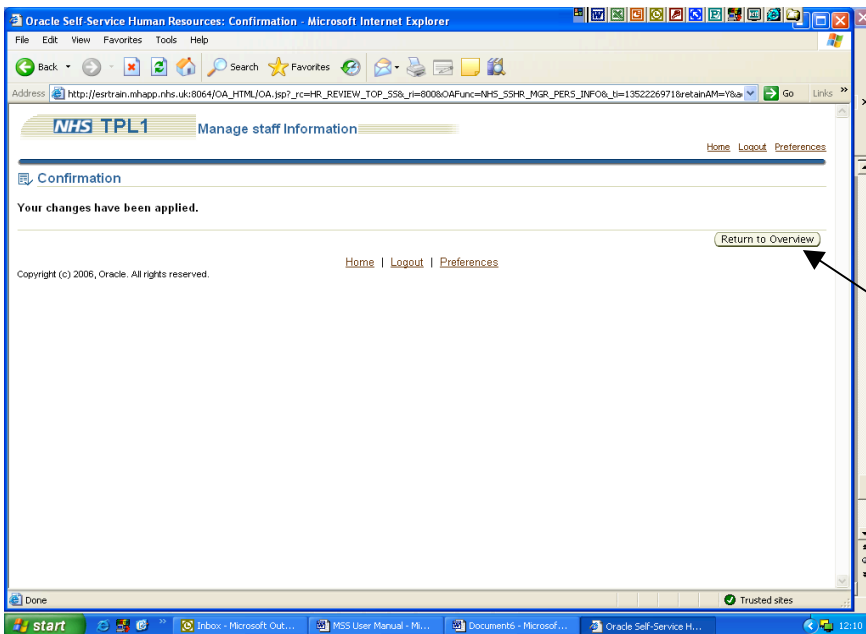 Oracle Self-Service Human Resources: Confirmation - Microsoft Internet Explorer
File Edit View Favorites Tools Help
Back Search Favorites
Address http://esrtrain.mhapp.nhs.uk:8064/OA_HTML/OA.jsp?_rc=HR_REVIEW_TOP_SS&_ri=800&OAFunc=NHS_SSHR_MGR_PERS_INFO&_ti=1352226971&retainAM=Y&a Go Links »
NHS TPL1 Manage staff Information
Home Logout Preferences
Confirmation
Your changes have been applied.
Return to Overview
Home | Logout | Preferences
Copyright (c) 2006, Oracle. All rights reserved.
Done Trusted sites
start » Inbox - Microsoft Out... MSS User Manual - Mi... Document6 - Microsof... Oracle Self-Service H... 12:10